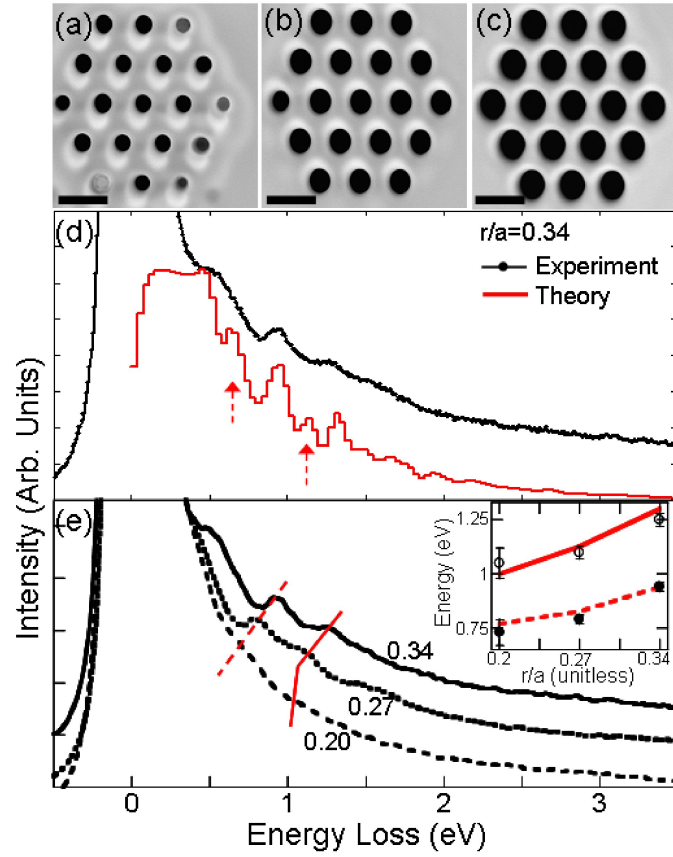 (a)
(b)
(c)
(d)
r/a=0.34
Experiment
Theory
Intensity (Arb. Units)
(e)
0.34
0.27
0.20
Energy (eV)
1.25
1
0.75
0.2
0.27
0.34
r/a (unitless)
0
1
2
3
Energy Loss (eV)